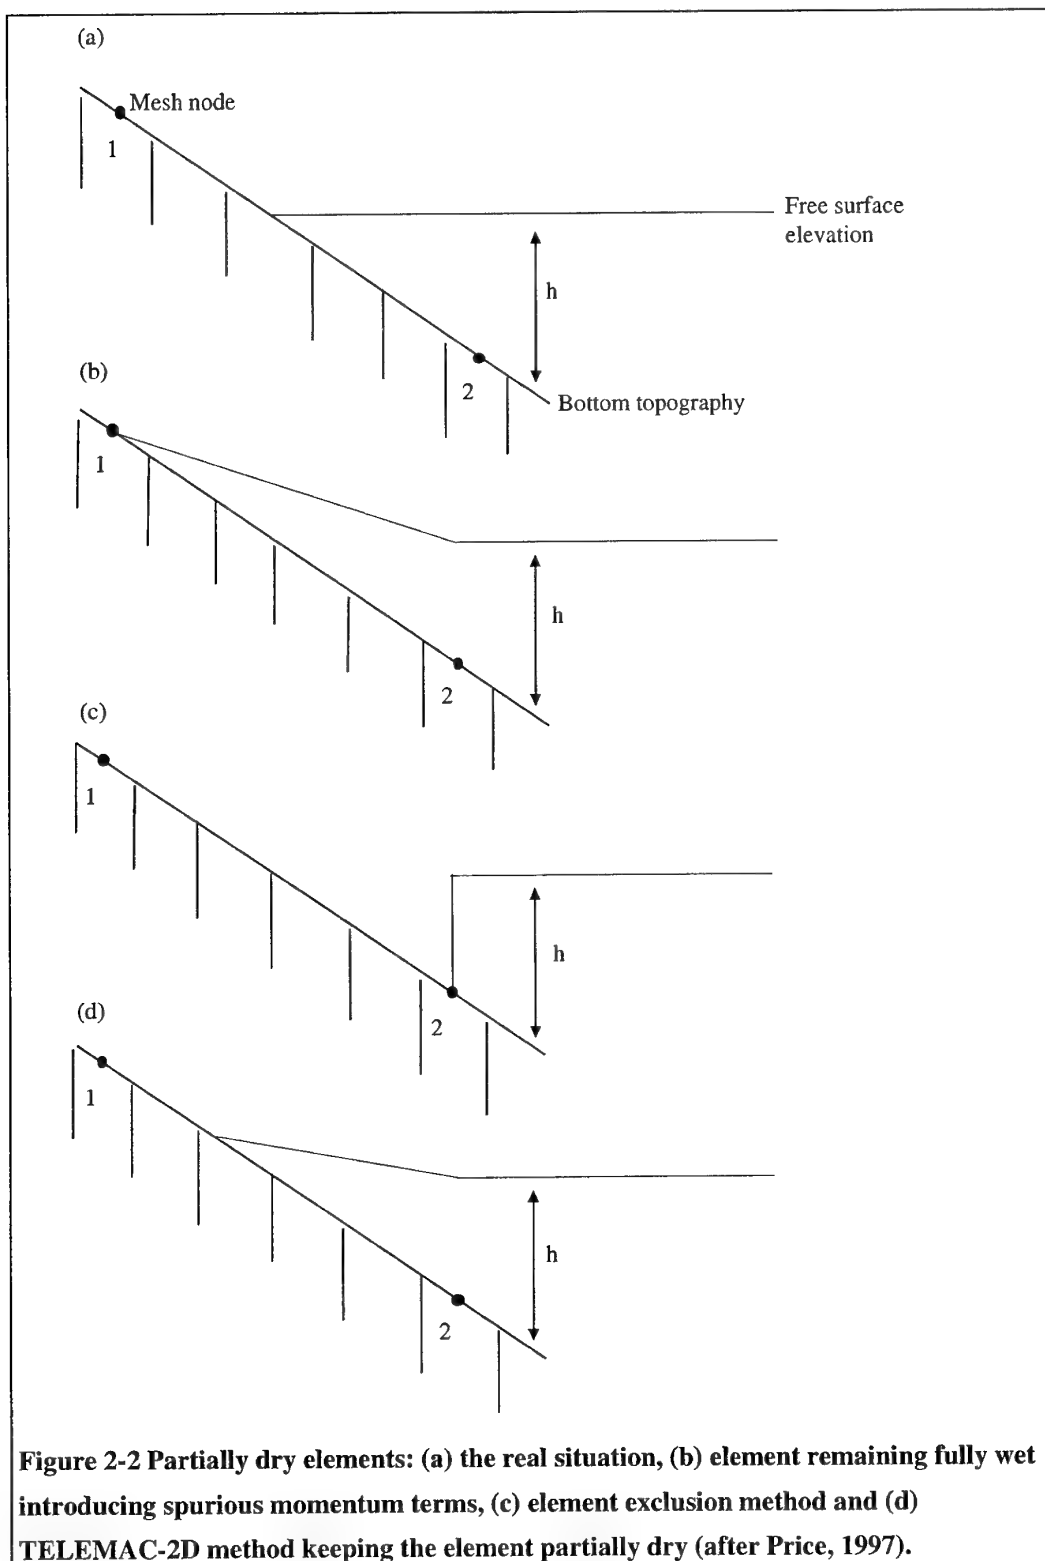 (a)
Mesh node
1
Free surface
elevation
h
2
Bottom topography
(b)
1
h
2
(c)
1
h
2
(d)
1
h
2
Figure 2-2 Partially dry elements: (a) the real situation, (b) element remaining fully wet
introducing spurious momentum terms, (c) element exclusion method and (d)
TELEMAC-2D method keeping the element partially dry (after Price, 1997).